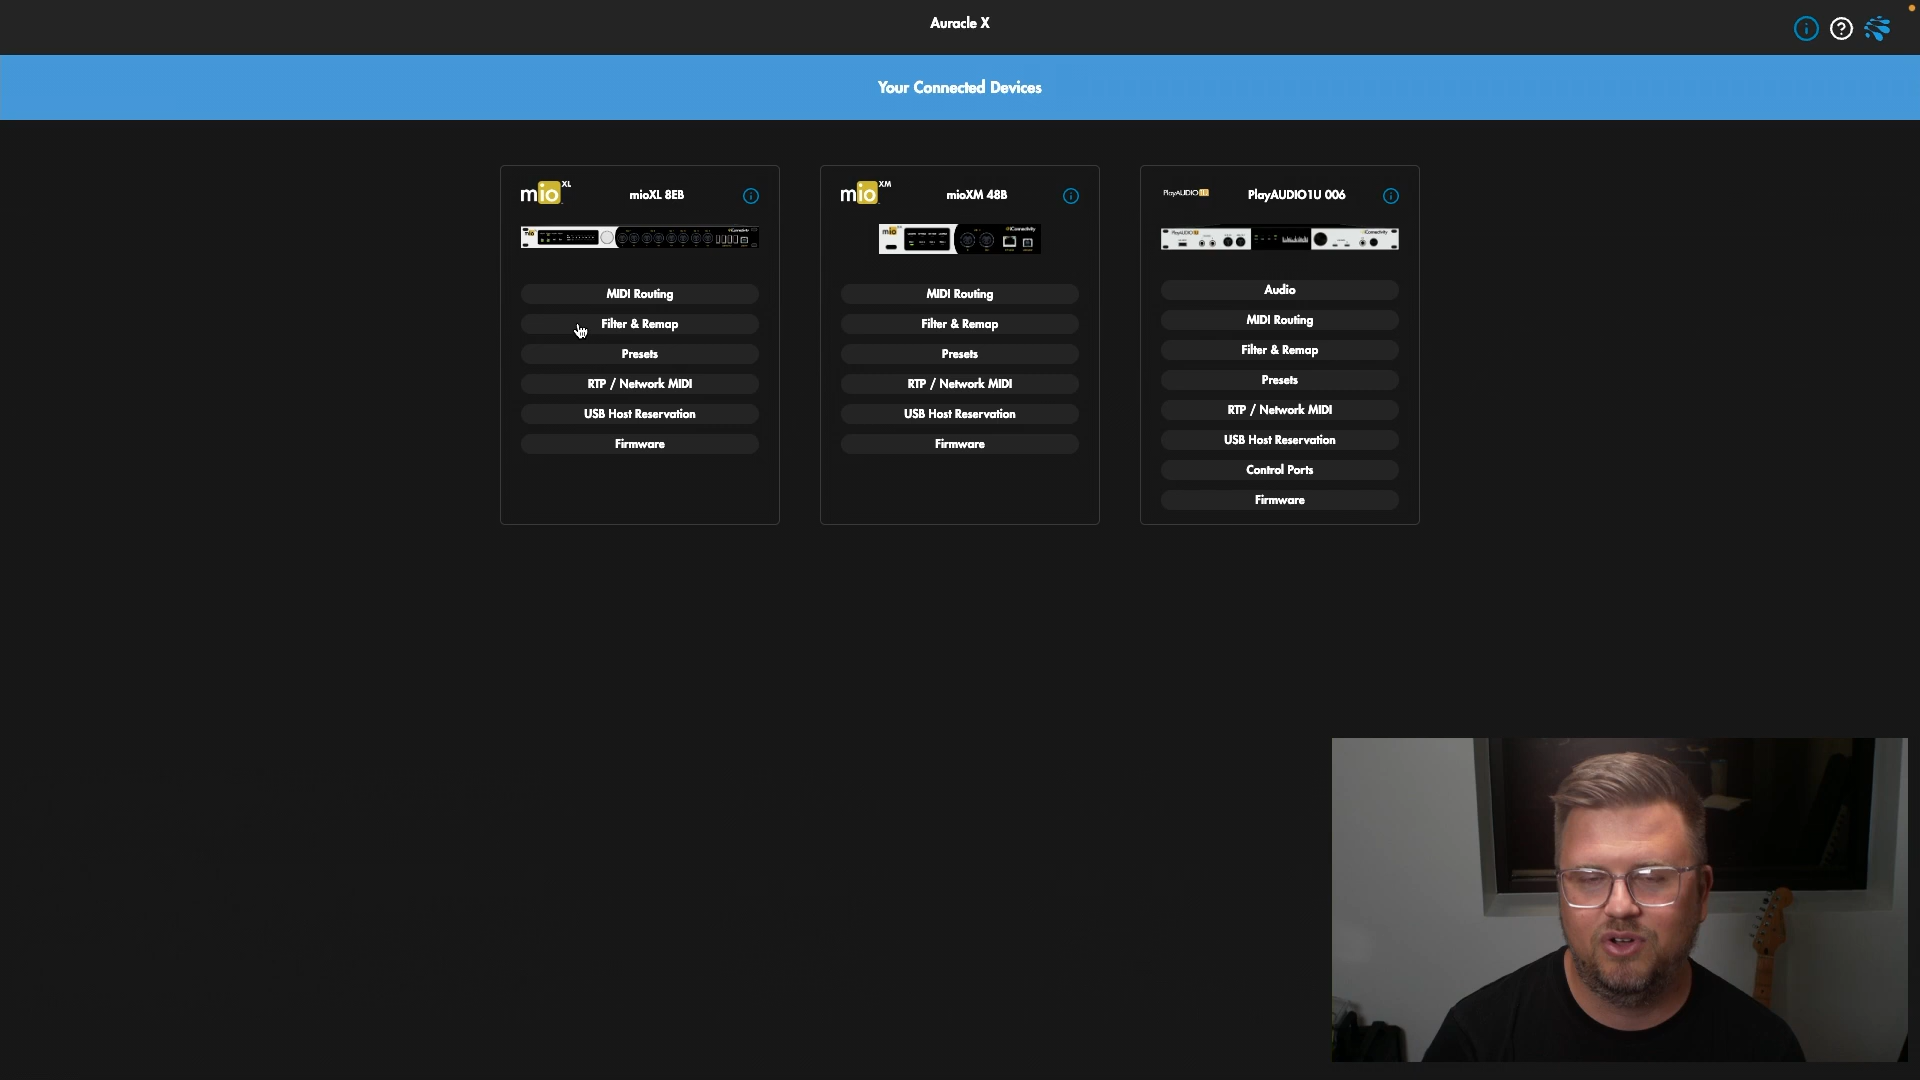 Auracle X
Your Connected Devices
mio XL
mioXL 8EB
MIDI Routing
Filter & Remap
Presets
RTP / Network MIDI
USB Host Reservation
Firmware
mio XM
mioXM 48B
MIDI Routing
Filter & Remap
Presets
RTP / Network MIDI
USB Host Reservation
Firmware
PlayAUDIO1U
PlayAUDIO1U 006
Audio
MIDI Routing
Filter & Remap
Presets
RTP / Network MIDI
USB Host Reservation
Control Ports
Firmware